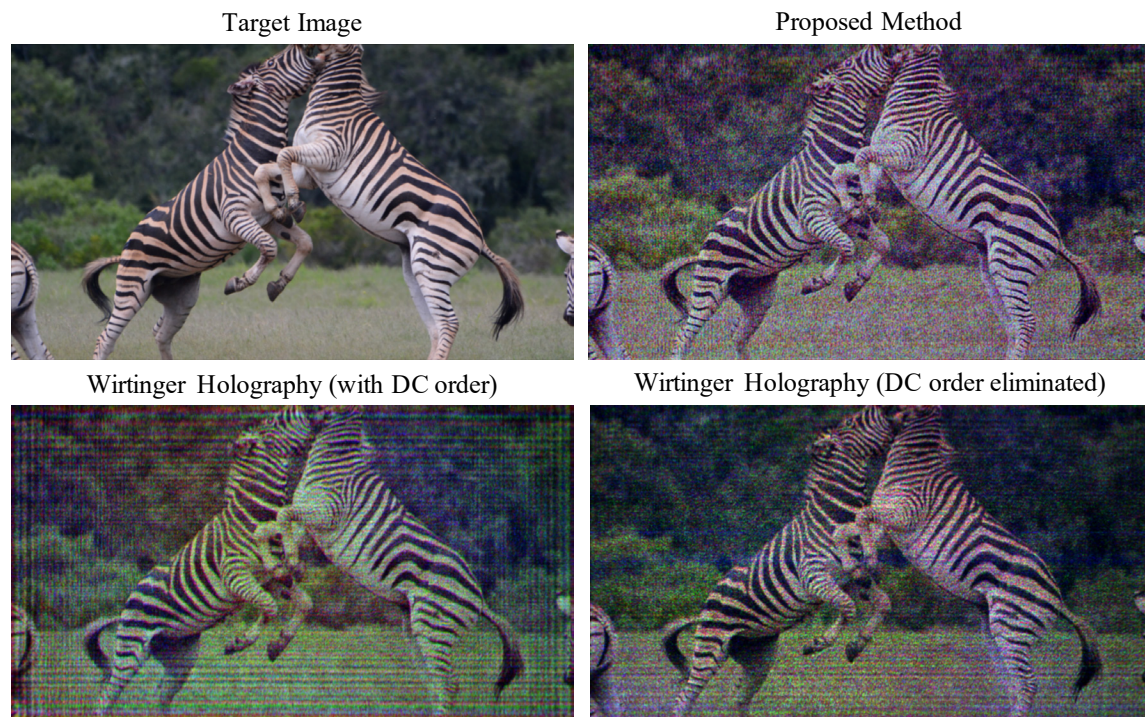 Target Image
Proposed Method
Wirtinger Holography (with DC order)
Wirtinger Holography (DC order eliminated)